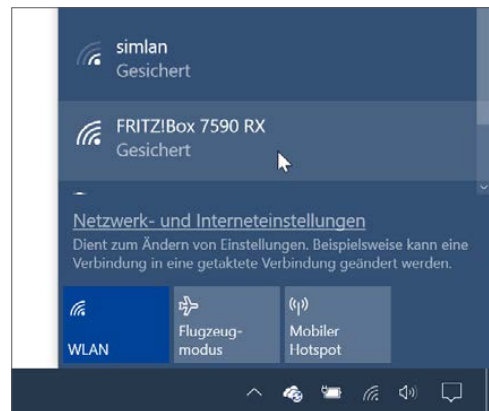 simlan
Gesichert
FRITZ!Box 7590 RX
Gesichert
Netzwerk- und Interneteinstellungen
Dient zum Ändern von Einstellungen. Beispielsweise kann eine
Verbindung in eine getaktete Verbindung geändert werden.
WLAN
Flugzeug-
modus
Mobiler
Hotspot